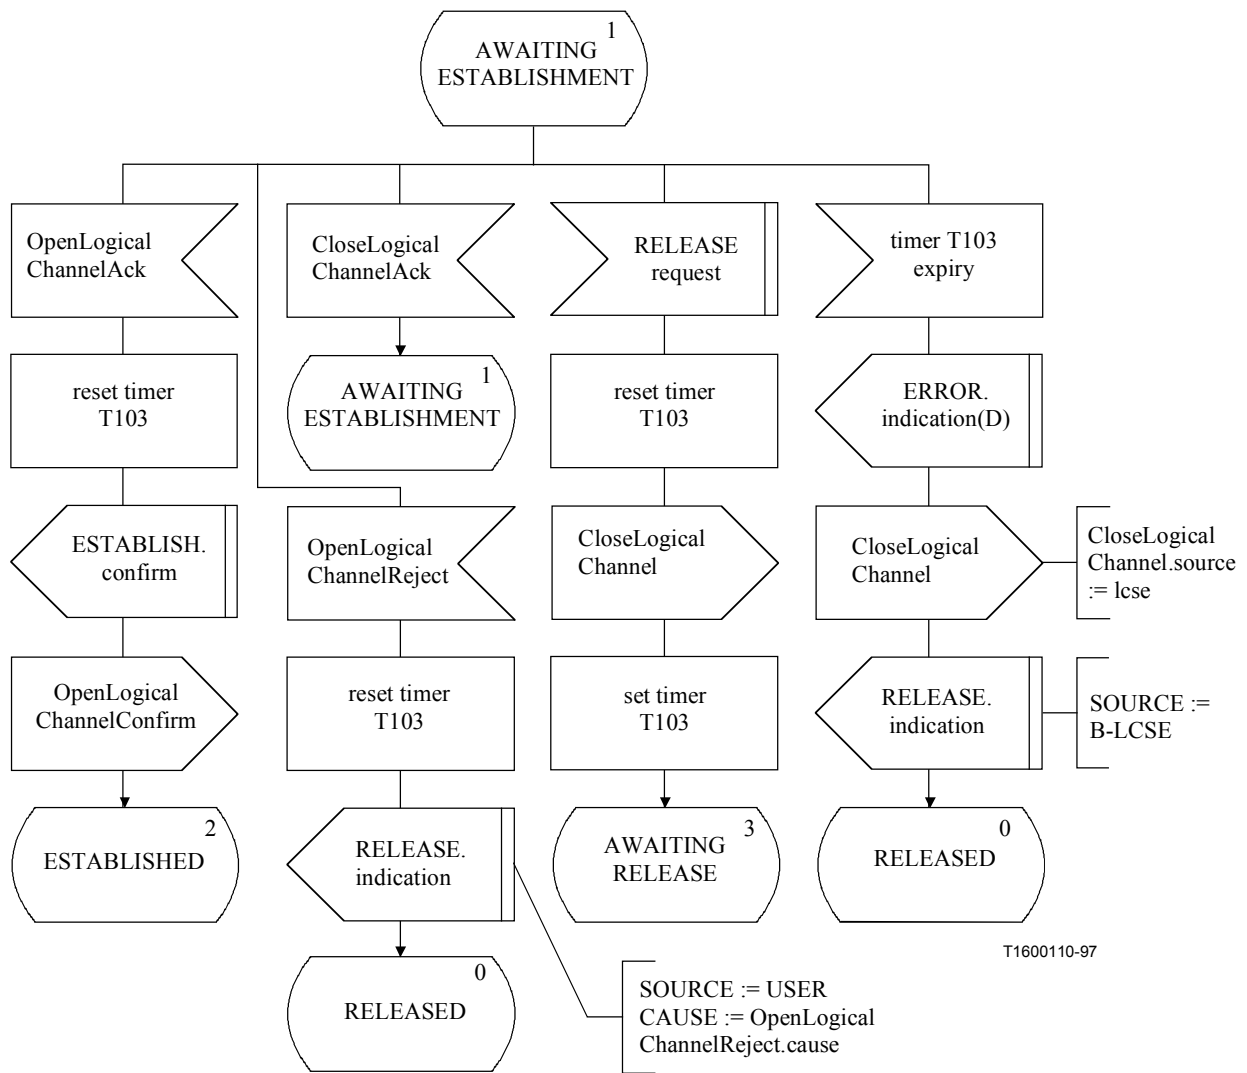 1
AWAITING
ESTABLISHMENT
OpenLogical
ChannelAck
CloseLogical
ChannelAck
RELEASE
request
timer T103
expiry
reset timer
T103
1
AWAITING
ESTABLISHMENT
reset timer
T103
ERROR.
indication(D)
ESTABLISH.
confirm
OpenLogical
ChannelReject
CloseLogical
Channel
CloseLogical
Channel
CloseLogical
Channel.source
:= lcse
OpenLogical
ChannelConfirm
reset timer
T103
set timer
T103
RELEASE.
indication
SOURCE :=
B-LCSE
2
ESTABLISHED
RELEASE.
indication
3
AWAITING
RELEASE
0
RELEASED
T1600110-97
0
RELEASED
SOURCE := USER
CAUSE := OpenLogical
ChannelReject.cause